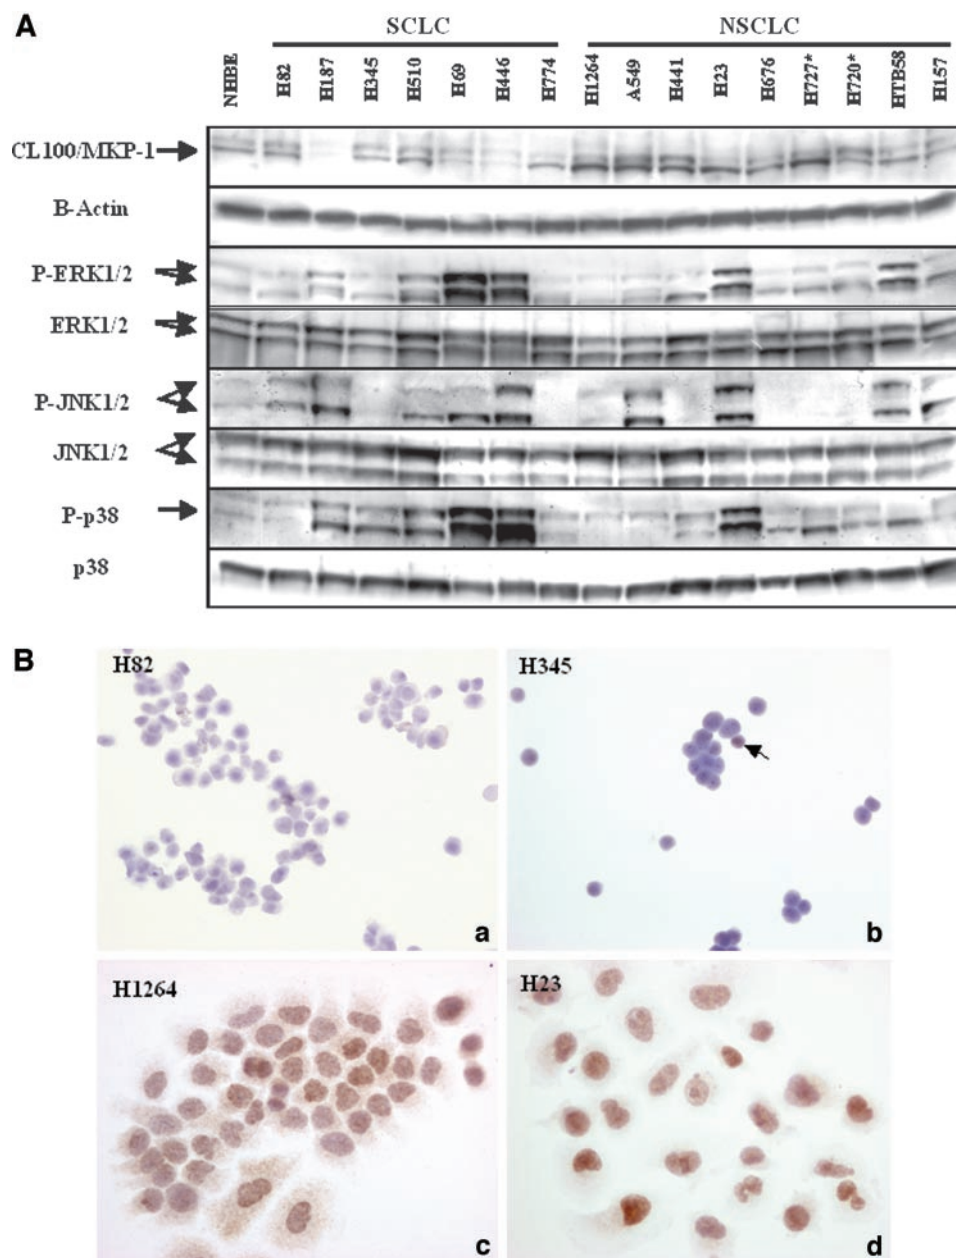 A
SCLC NSCLC
NHBE H82 H187 H345 H510 H69 H446 H774 H1264 A549 H441 H23 H676 H727* H720* HTB58 H157
CL100/MKP-1
B-Actin
P-ERK1/2
ERK1/2
P-JNK1/2
JNK1/2
P-p38
p38
B
H82 H345
a b
H1264 H23
c d